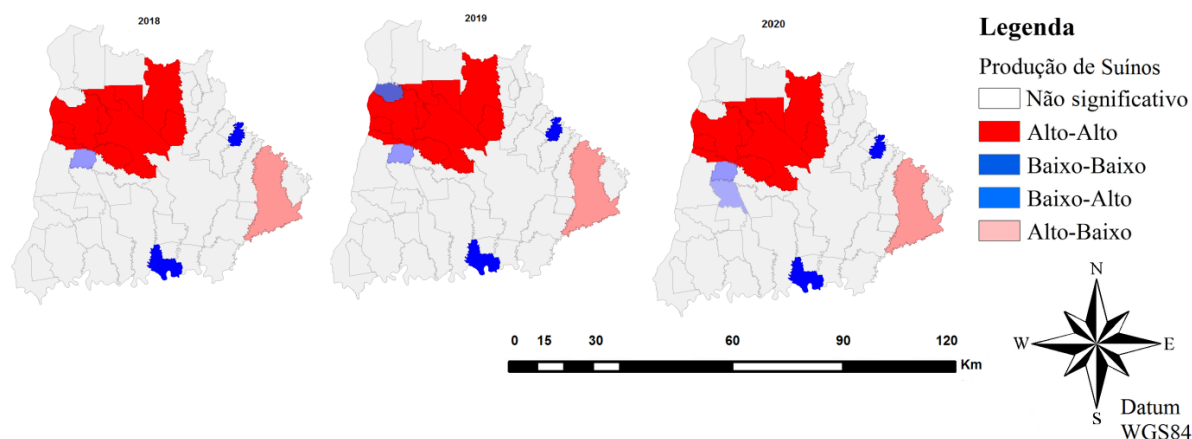 2018
2019
2020
Legenda
Produção de Suínos
Não significativo
Alto-Alto
Baixo-Baixo
Baixo-Alto
Alto-Baixo
N
W
E
S
0 15 30 60 90 120
Km
Datum
WGS84